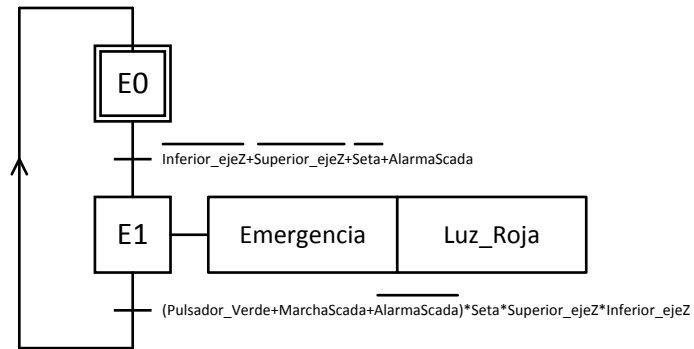 E0
Inferior_ejeZ+Superior_ejeZ+Seta+AlarmaScada
E1
Emergencia
Luz_Roja
(Pulsador_Verde+MarchaScada+AlarmaScada)*Seta*Superior_ejeZ*Inferior_ejeZ